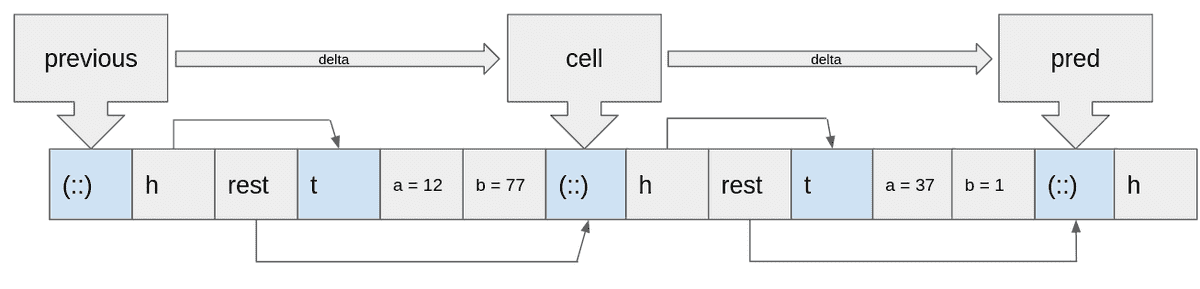 previous
delta
cell
delta
pred
(::)
h
rest
t
a = 12
b = 77
(::)
h
rest
t
a = 37
b = 1
(::)
h